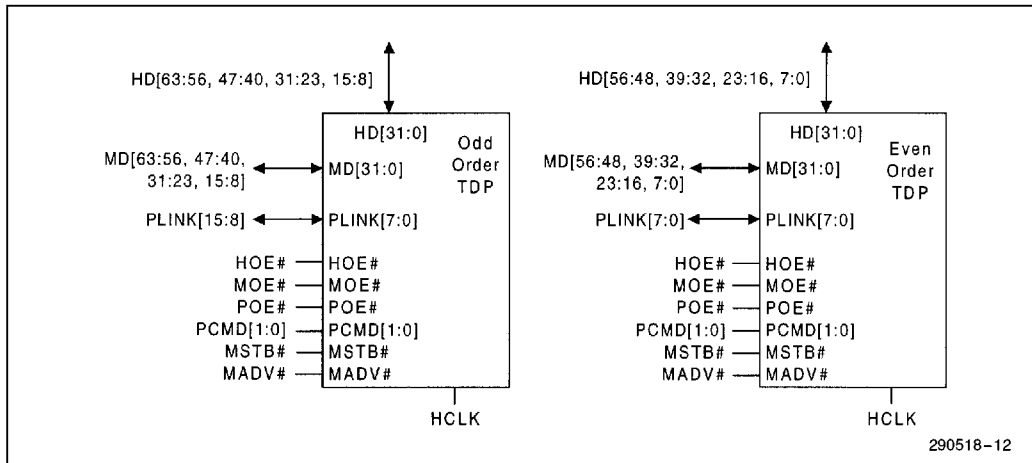 HD[63:56, 47:40, 31:23, 15:8]
HD[31:0]
Odd
Order
TDP
MD[63:56, 47:40,
31:23, 15:8]
MD[31:0]
PLINK[15:8]
PLINK[7:0]
HOE#
HOE#
MOE#
MOE#
POE#
POE#
PCMD[1:0]
PCMD[1:0]
MSTB#
MSTB#
MADV#
MADV#
HCLK
HD[56:48, 39:32, 23:16, 7:0]
HD[31:0]
Even
Order
TDP
MD[56:48, 39:32,
23:16, 7:0]
MD[31:0]
PLINK[7:0]
PLINK[7:0]
HOE#
HOE#
MOE#
MOE#
POE#
POE#
PCMD[1:0]
PCMD[1:0]
MSTB#
MSTB#
MADV#
MADV#
HCLK
290518-12